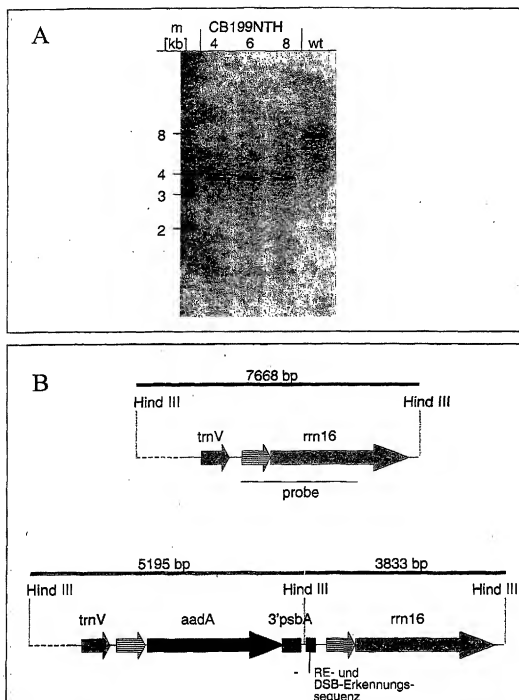 A
m CB199NTH
[kb] 4 6 8 wt
8
4
3
2
B
7668 bp
Hind III Hind III
trnV rrn16
probe
5195 bp 3833 bp
Hind III Hind III Hind III
trnV aadA 3'psbA rrn16
RE- und
DSB-Erkennungs-
sequenz